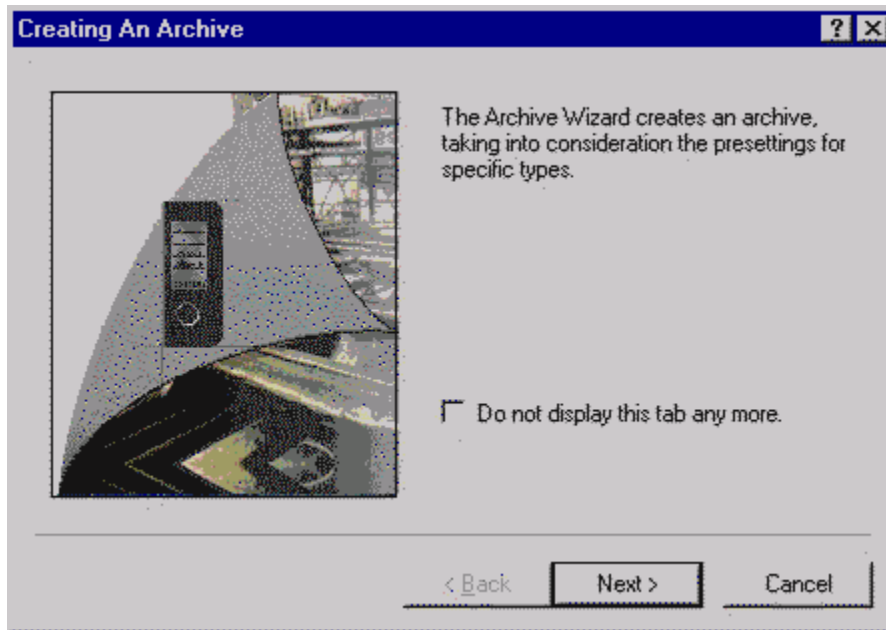 Creating An Archive
The Archive Wizard creates an archive,
taking into consideration the presettings for
specific types.
Do not display this tab any more.
< Back
Next >
Cancel